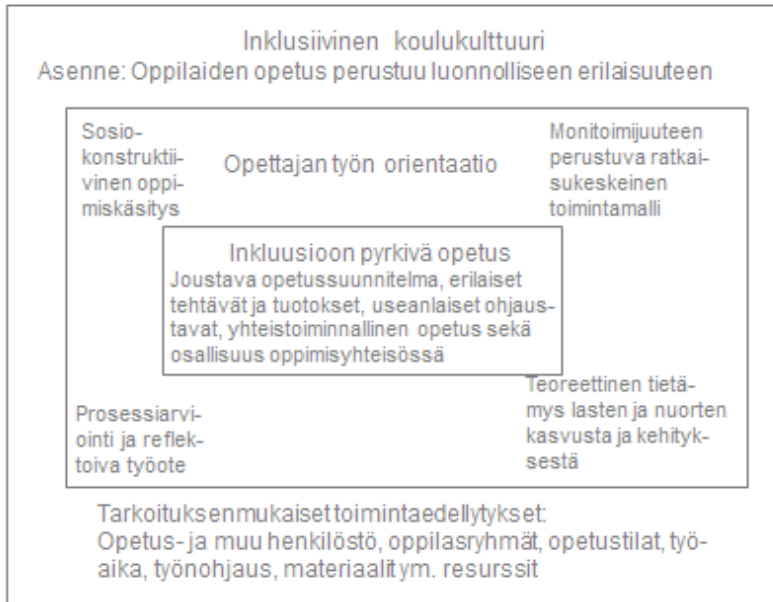 Inklusiivinen koulukulttuuri
Asenne: Oppilaiden opetus perustuu luonnolliseen erilaisuuteen
Sosio-
konstruktii-
vinen oppi-
miskäsitys
Opettajan työn orientaatio
Monitoimijuuteen
perustuva ratkai-
sukeskeinen
toimintamalli
Inkluusioon pyrkivä opetus
Joustava opetussuunnitelma, erilaiset
tehtävät ja tuotokset, useanlaiset ohjaus-
tavat, yhteistoiminnallinen opetus sekä
osallisuus oppimisyhteisössä
Prosessiarvi-
ointi ja reflek-
toiva työote
Teoreettinen tietä-
mys lasten ja nuorten
kasvusta ja kehityk-
sestä
Tarkoituksenmukaiset toimintaedellytykset:
Opetus- ja muu henkilöstö, oppilasryhmät, opetustilat, työ-
aika, työnohjaus, materiaalit ym. resurssit